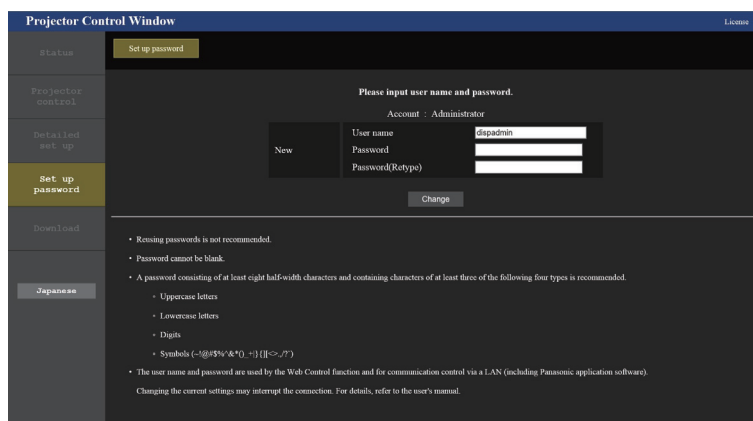 Projector Control Window
License
Status
Set up password
Projector
control
Detailed
set up
Set up
password
Download
Japanese
Please input user name and password.
Account : Administrator
New
User name
dispadmin
Password
Password(Retype)
Change
• Reusing passwords is not recommended.
• Password cannot be blank.
• A password consisting of at least eight half-width characters and containing characters of at least three of the following four types is recommended.
◦ Uppercase letters
◦ Lowercase letters
◦ Digits
◦ Symbols (~!@#$%^&*()_+|}{][<>.,/?`)
• The user name and password are used by the Web Control function and for communication control via a LAN (including Panasonic application software).
Changing the current settings may interrupt the connection. For details, refer to the user's manual.